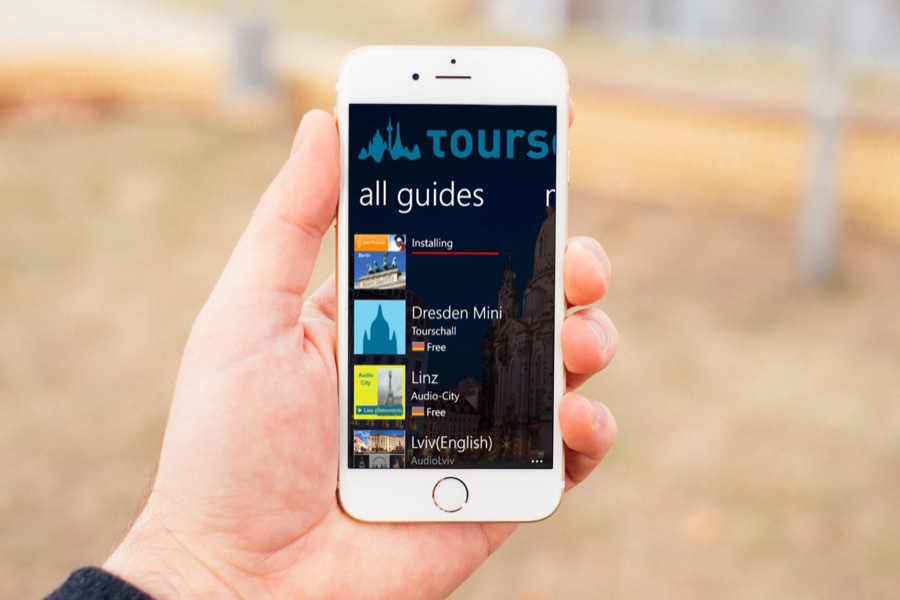 TOURS
all guides
Installing
Berlin
Dresden Mini
Tourschall
Free
Audio
City
Linz (Österreich)
Linz
Audio-City
Free
Lviv(English)
AudioLviv